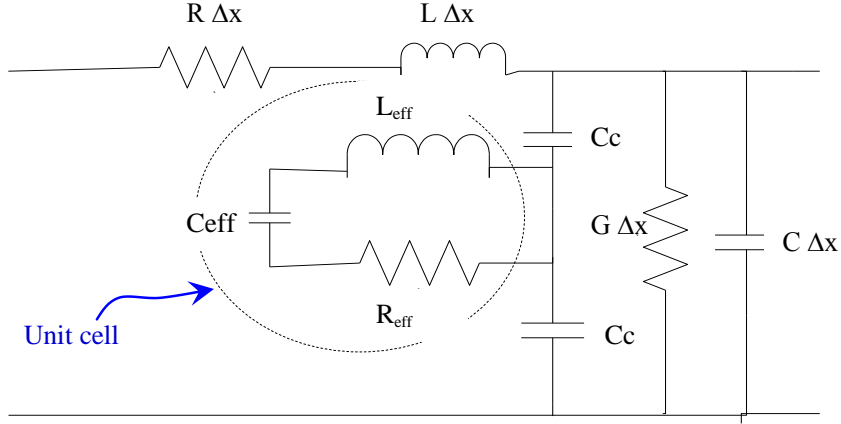 R Δx
L Δx
Leff
Cc
Ceff
G Δx
C Δx
Reff
Unit cell
Cc